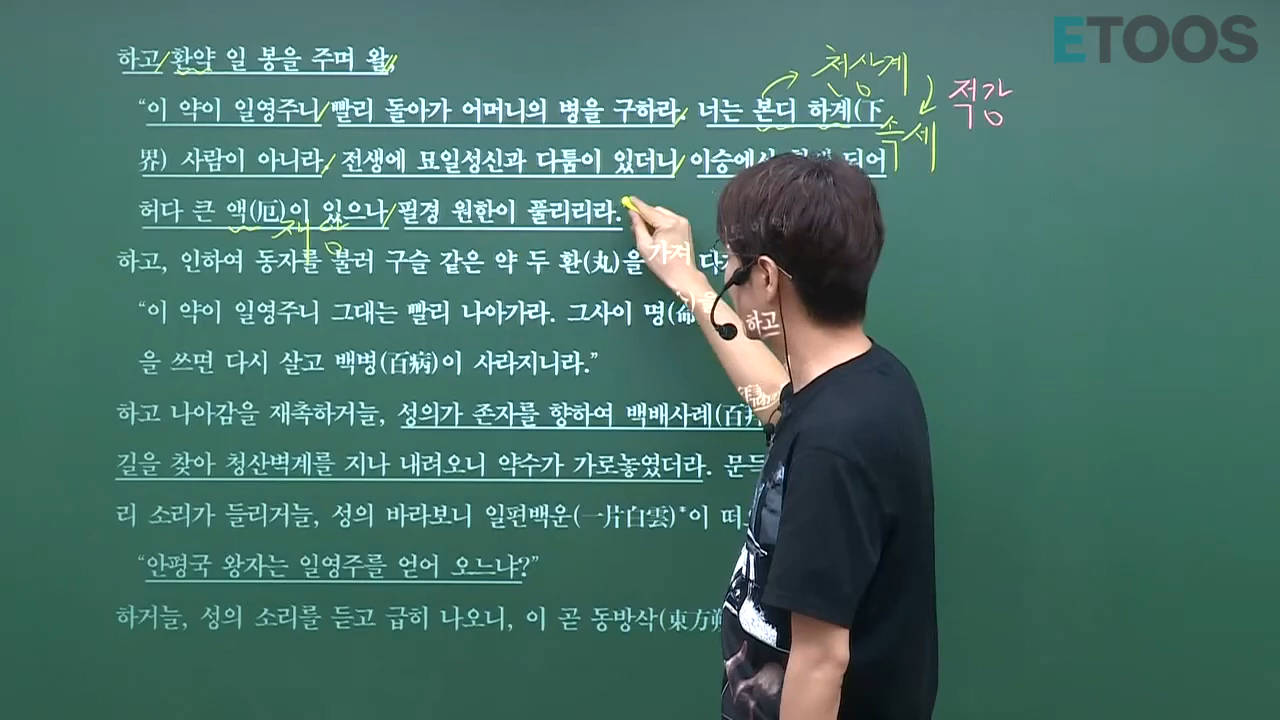 ETOOS
하고 환약 일 봉을 주며 왈,
천상계
적강
“이 약이 일영주니 빨리 돌아가 어머니의 병을 구하라. 너는 본디 하계(下
속세
界) 사람이 아니라, 전생에 묘일성신과 다툼이 있더니 이승에서 되어
허다 큰 액(厄)이 있으나 필경 원한이 풀리리라.
재앙
하고, 인하여 동자를 불러 구슬 같은 약 두 환(丸)을 가져
“이 약이 일영주니 그대는 빨리 나아가라. 그사이 명(命)을
하고
을 쓰면 다시 살고 백병(百病)이 사라지니라.”
하고 나아감을 재촉하거늘, 성의가 존자를 향하여 백배사례(百
길을 찾아 청산벽계를 지나 내려오니 약수가 가로놓였더라. 문득
리 소리가 들리거늘, 성의 바라보니 일편백운(一片白雲)*이 떠
“안평국 왕자는 일영주를 얻어 오느냐?”
하거늘, 성의 소리를 듣고 급히 나오니, 이 곧 동방삭(東方朔